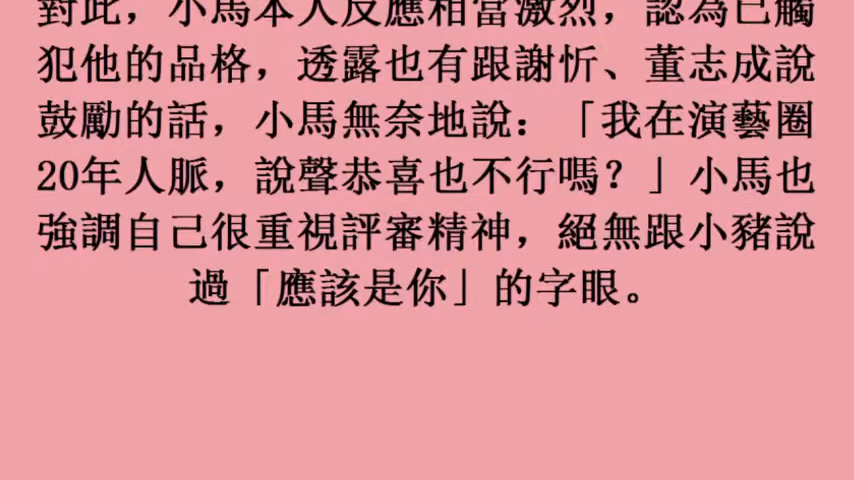 對此，小馬本人反應相當激烈，認為已觸
犯他的品格，透露也有跟謝忻、董志成說
鼓勵的話，小馬無奈地說：「我在演藝圈
20年人脈，說聲恭喜也不行嗎？」小馬也
強調自己很重視評審精神，絕無跟小豬說
過「應該是你」的字眼。